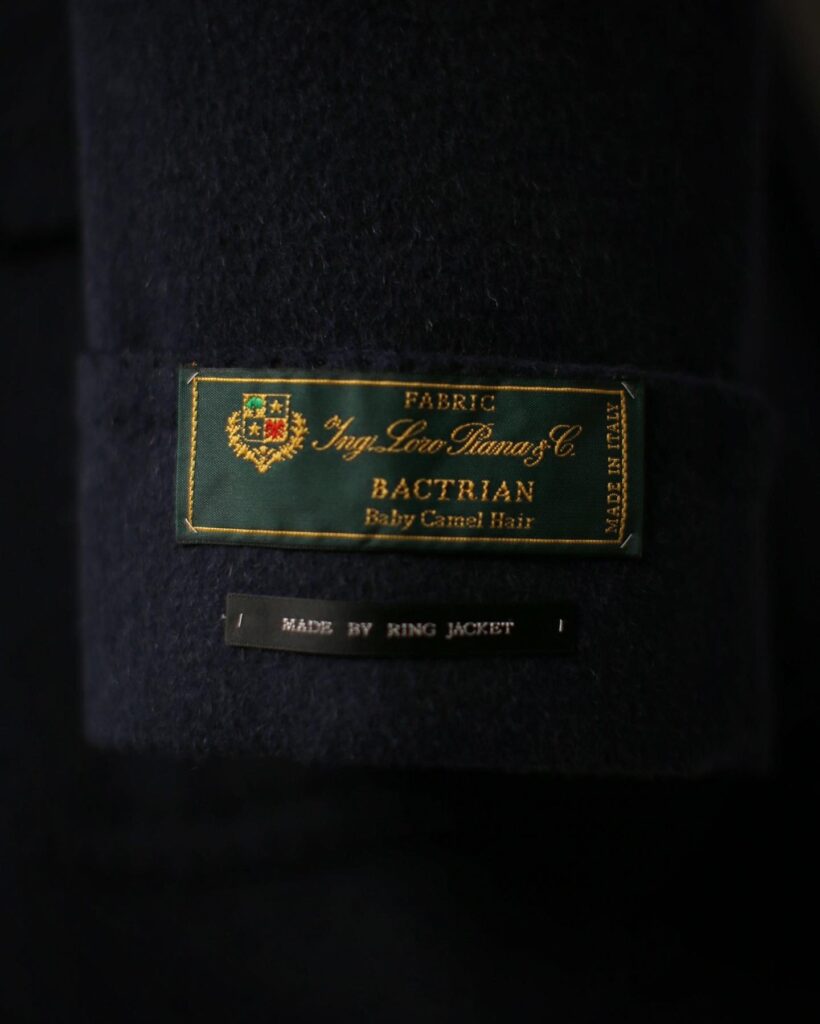 FABRIC
Ing. Loro Piana & C.
BACTRIAN
Baby Camel Hair
MADE IN ITALY
MADE BY RING JACKET